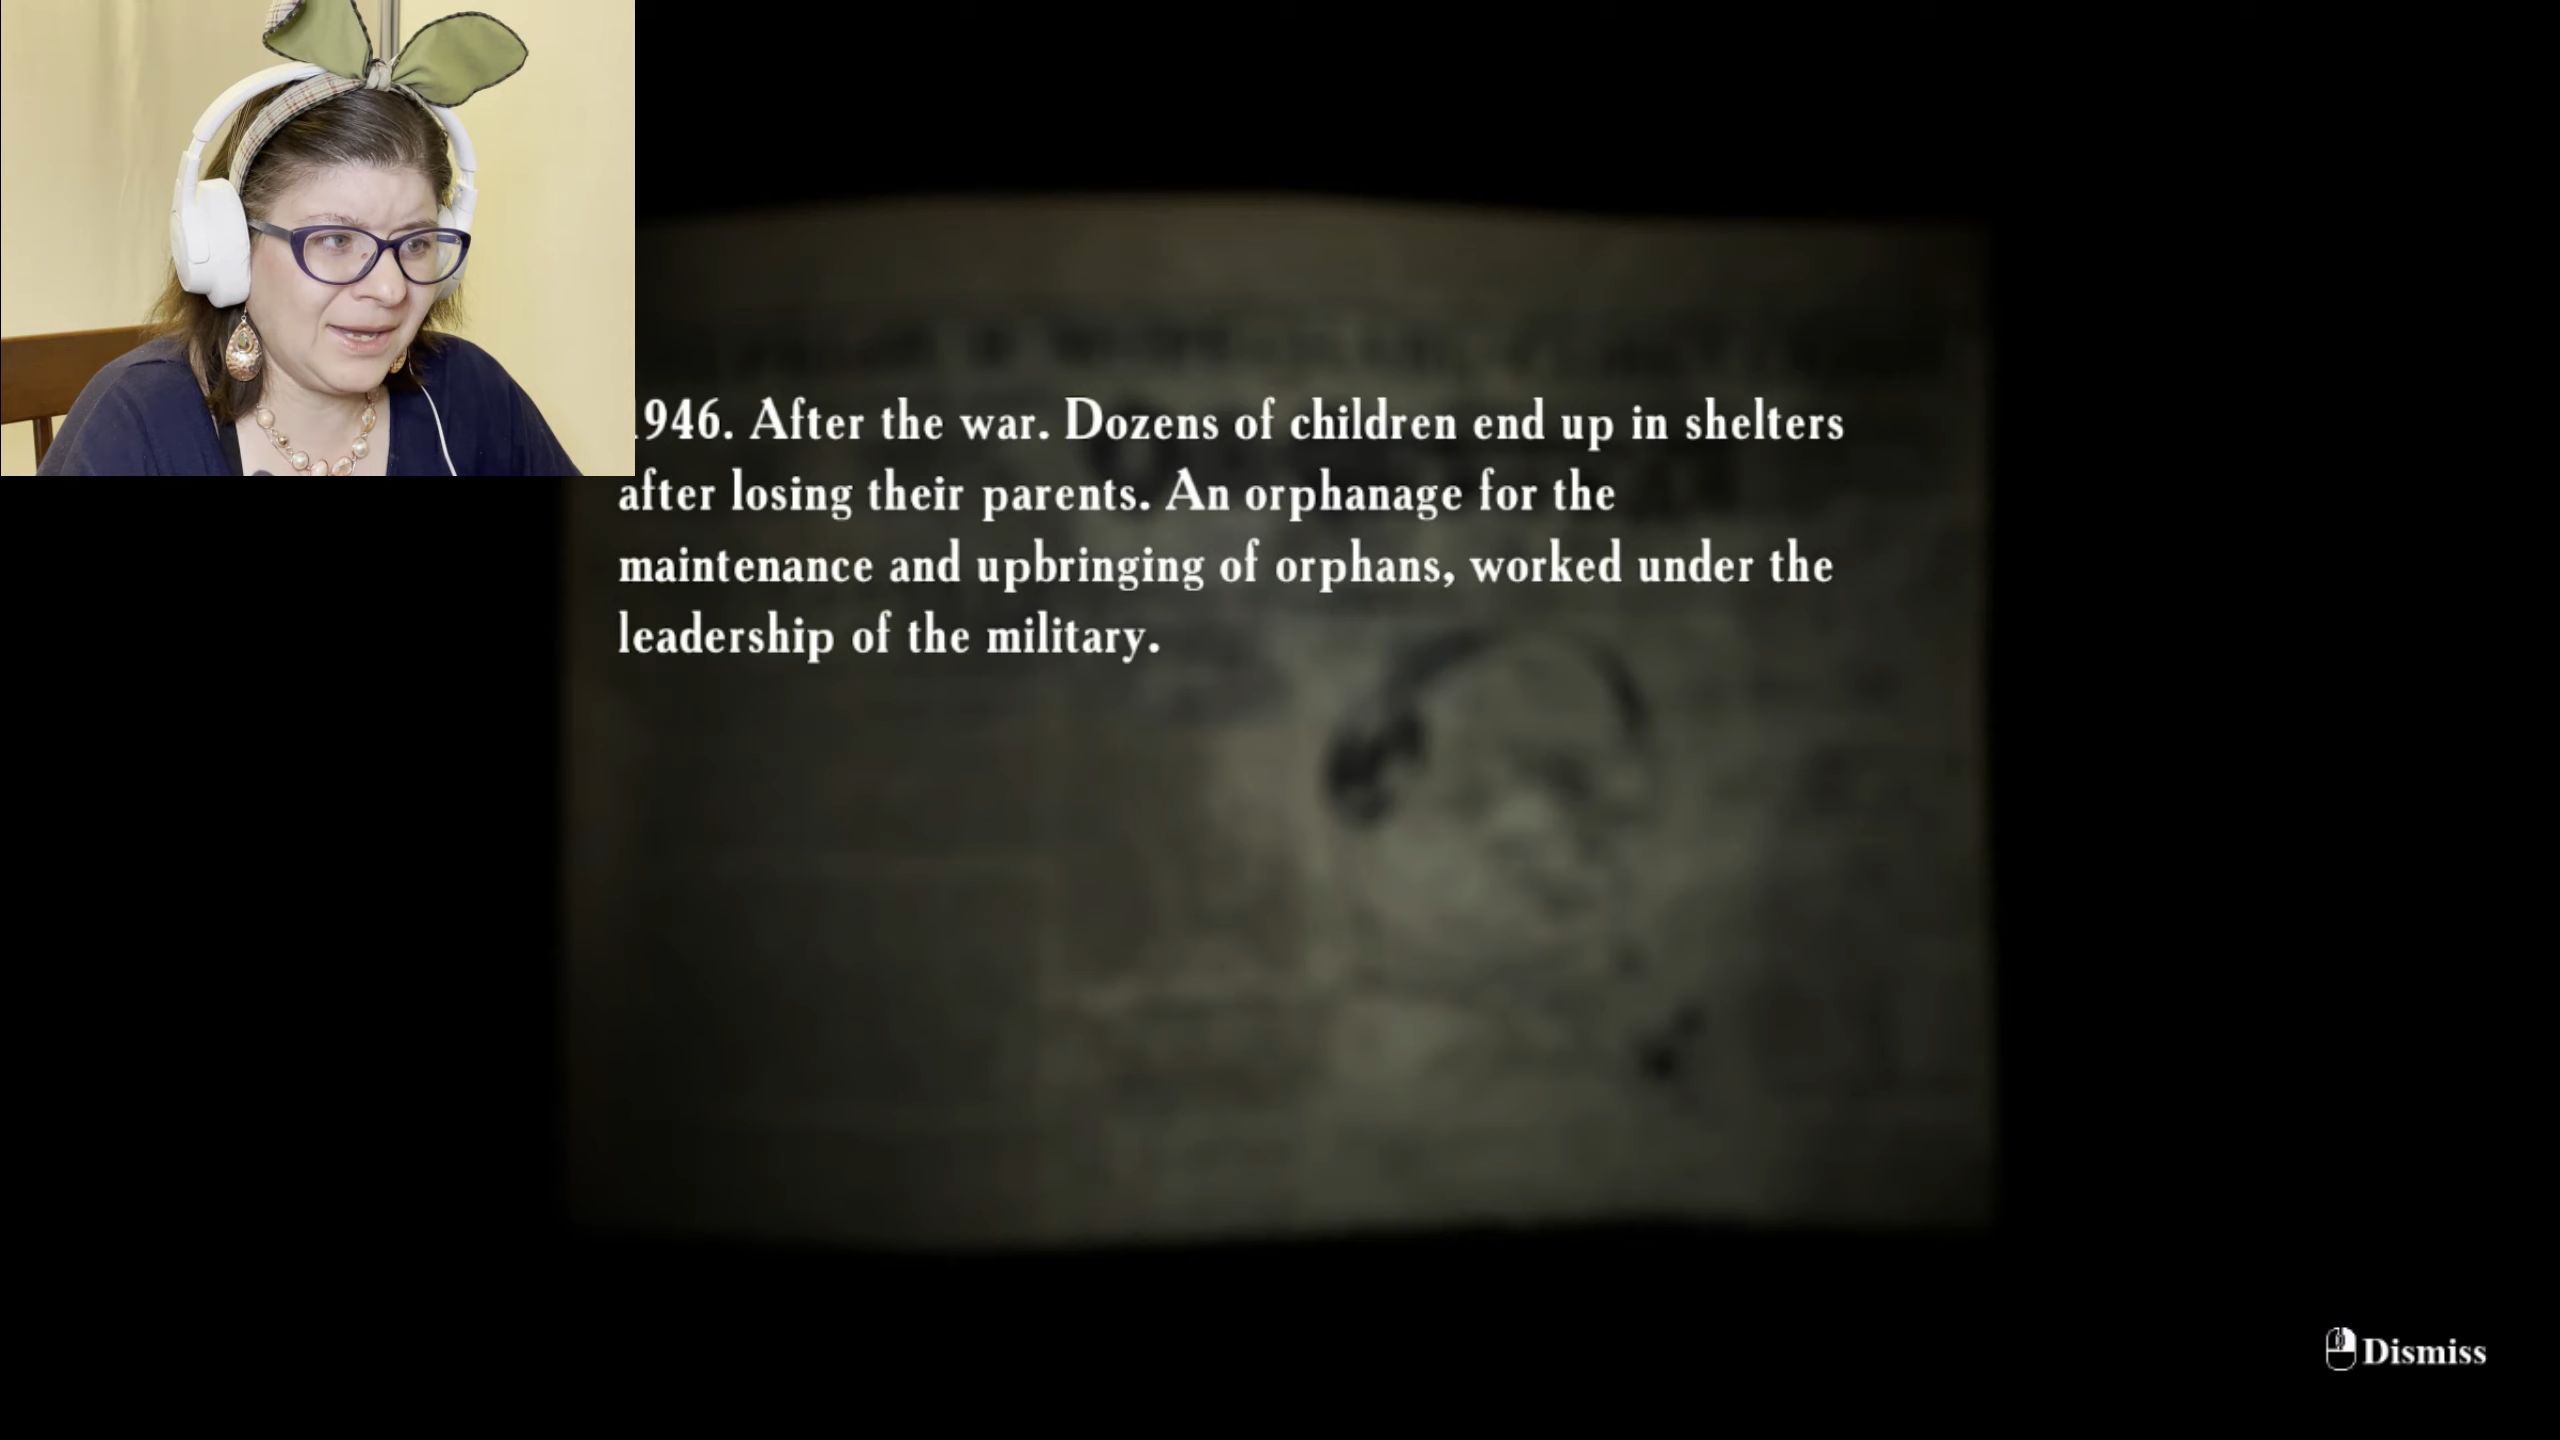 1946. After the war. Dozens of children end up in shelters
after losing their parents. An orphanage for the
maintenance and upbringing of orphans, worked under the
leadership of the military.
Dismiss